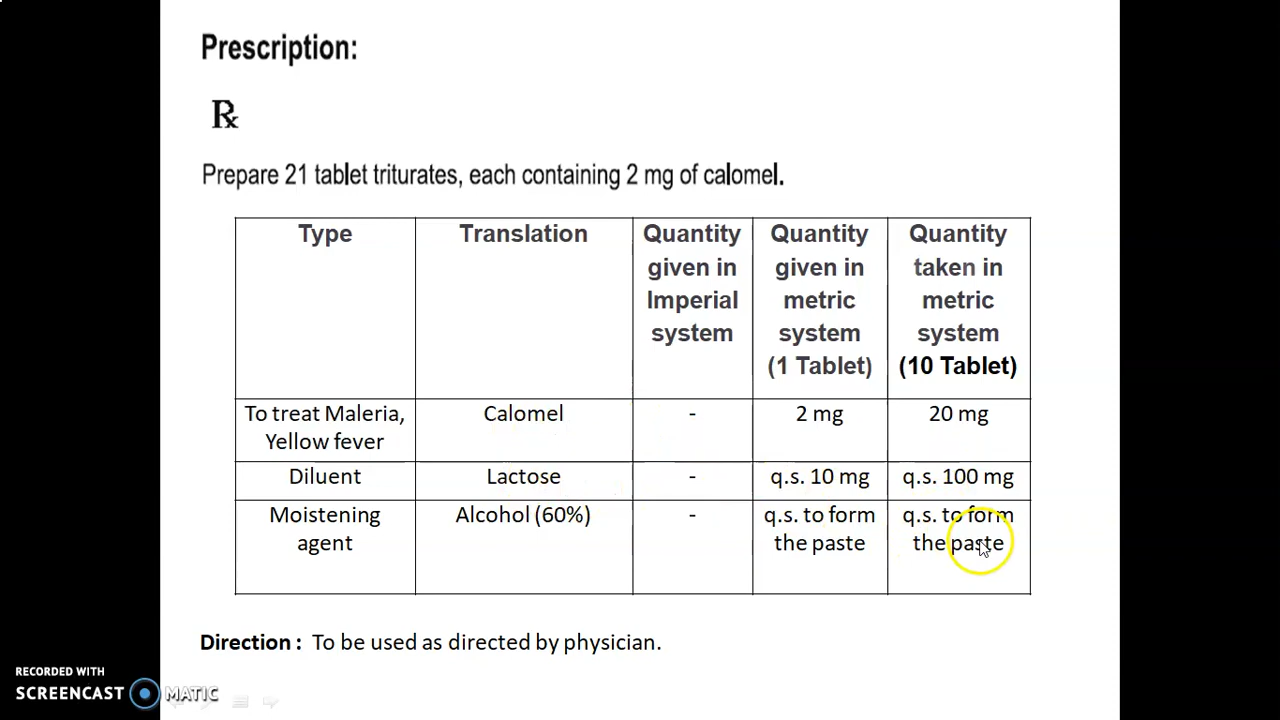 Prescription:
℞
Prepare 21 tablet triturates, each containing 2 mg of calomel.
Type Translation Quantity given in Imperial system Quantity given in metric system (1 Tablet) Quantity taken in metric system (10 Tablet)
To treat Maleria, Yellow fever Calomel - 2 mg 20 mg
Diluent Lactose - q.s. 10 mg q.s. 100 mg
Moistening agent Alcohol (60%) - q.s. to form the paste q.s. to form the paste
Direction : To be used as directed by physician.
RECORDED WITH
SCREENCAST MATIC